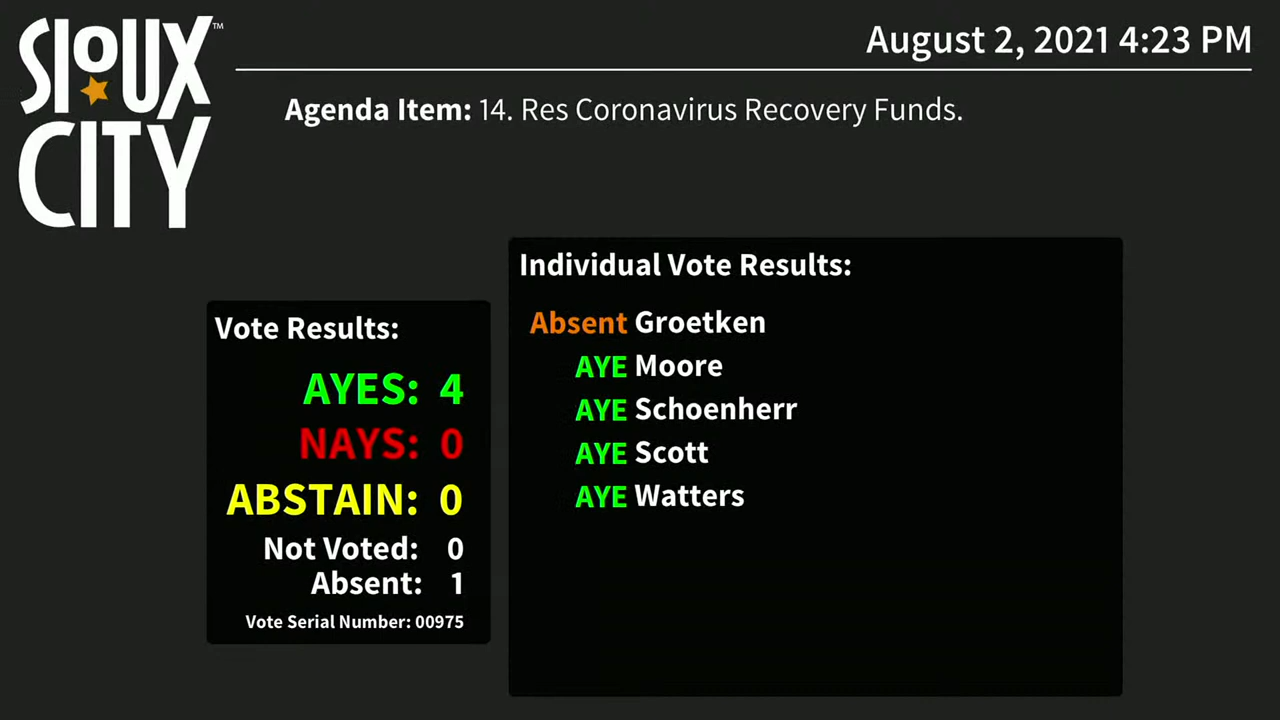 SIOUX™
CITY
August 2, 2021 4:23 PM
Agenda Item: 14. Res Coronavirus Recovery Funds.
Vote Results:
AYES: 4
NAYS: 0
ABSTAIN: 0
Not Voted: 0
Absent: 1
Vote Serial Number: 00975
Individual Vote Results:
Absent Groetken
AYE Moore
AYE Schoenherr
AYE Scott
AYE Watters